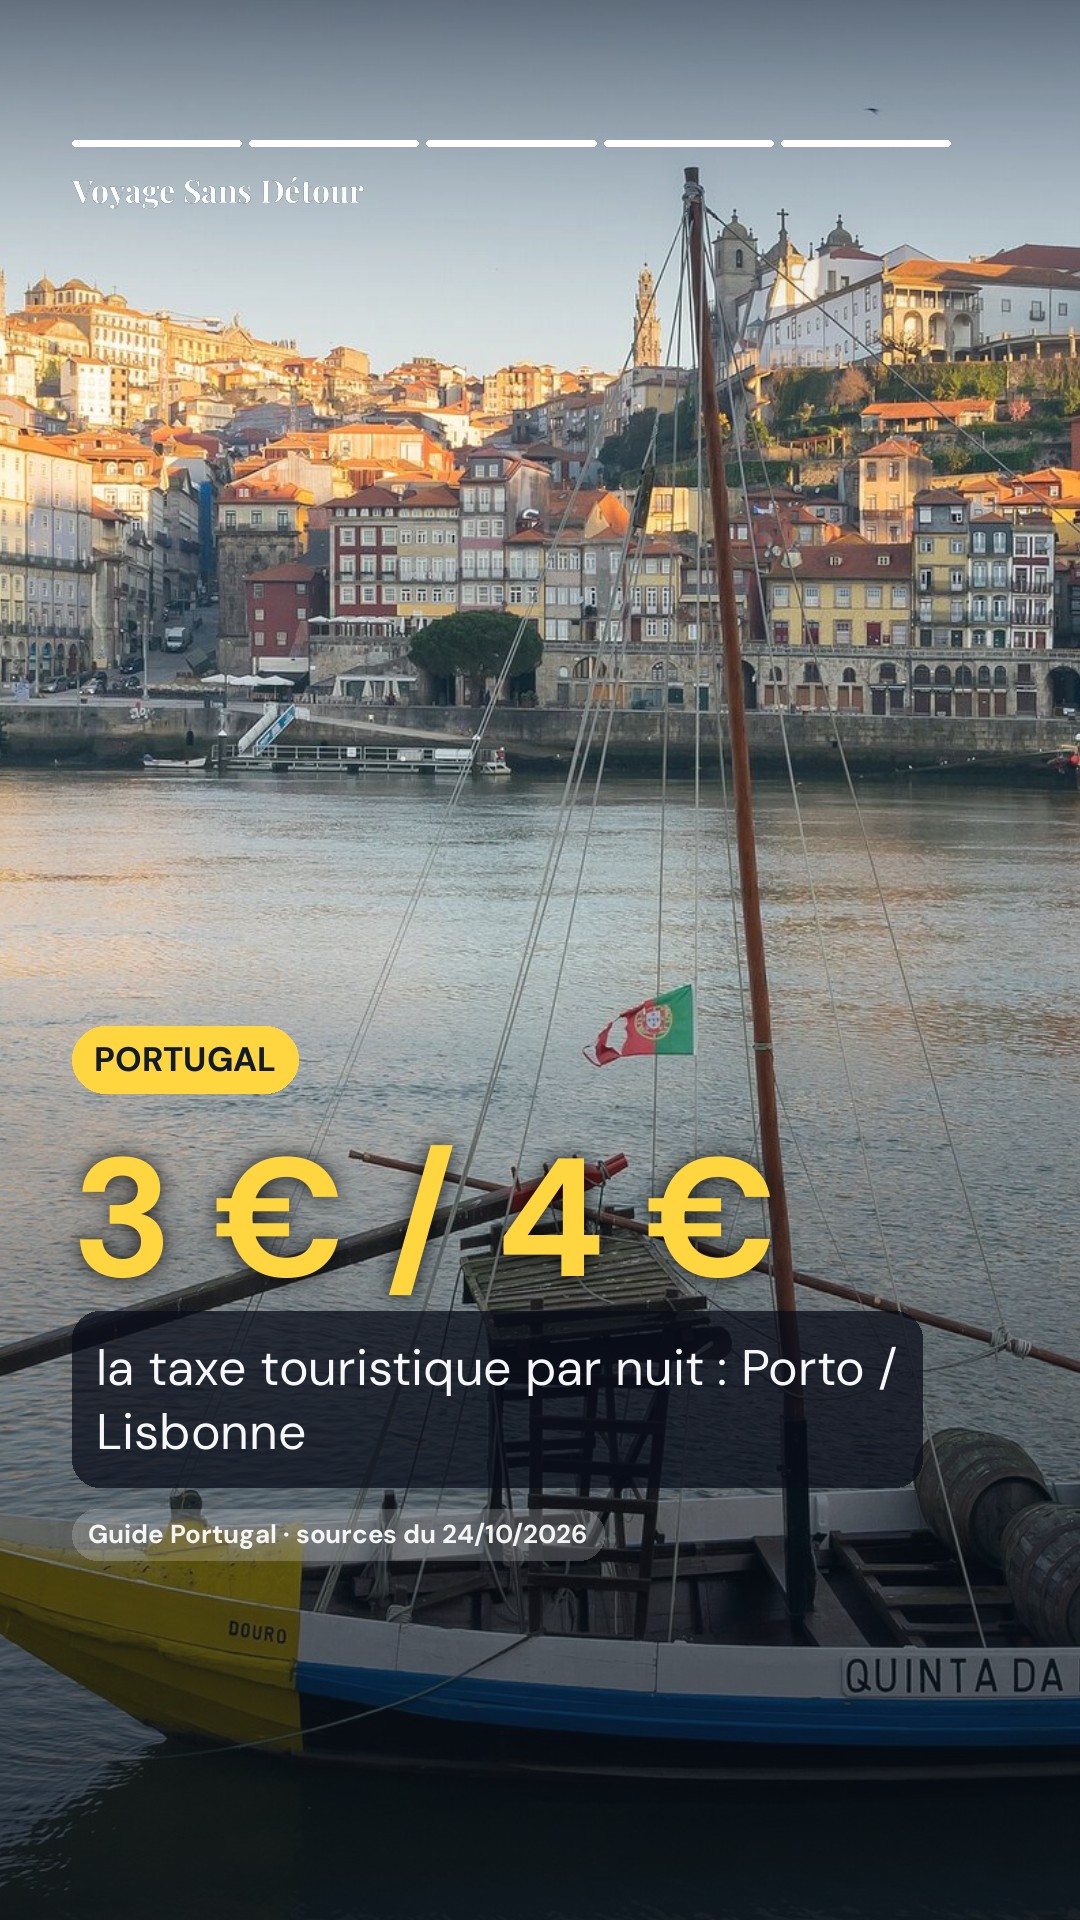 Voyage Sans Détour
PORTUGAL
3 € / 4 €
la taxe touristique par nuit : Porto /
Lisbonne
Guide Portugal · sources du 24/10/2026
DOURO
QUINTA DA